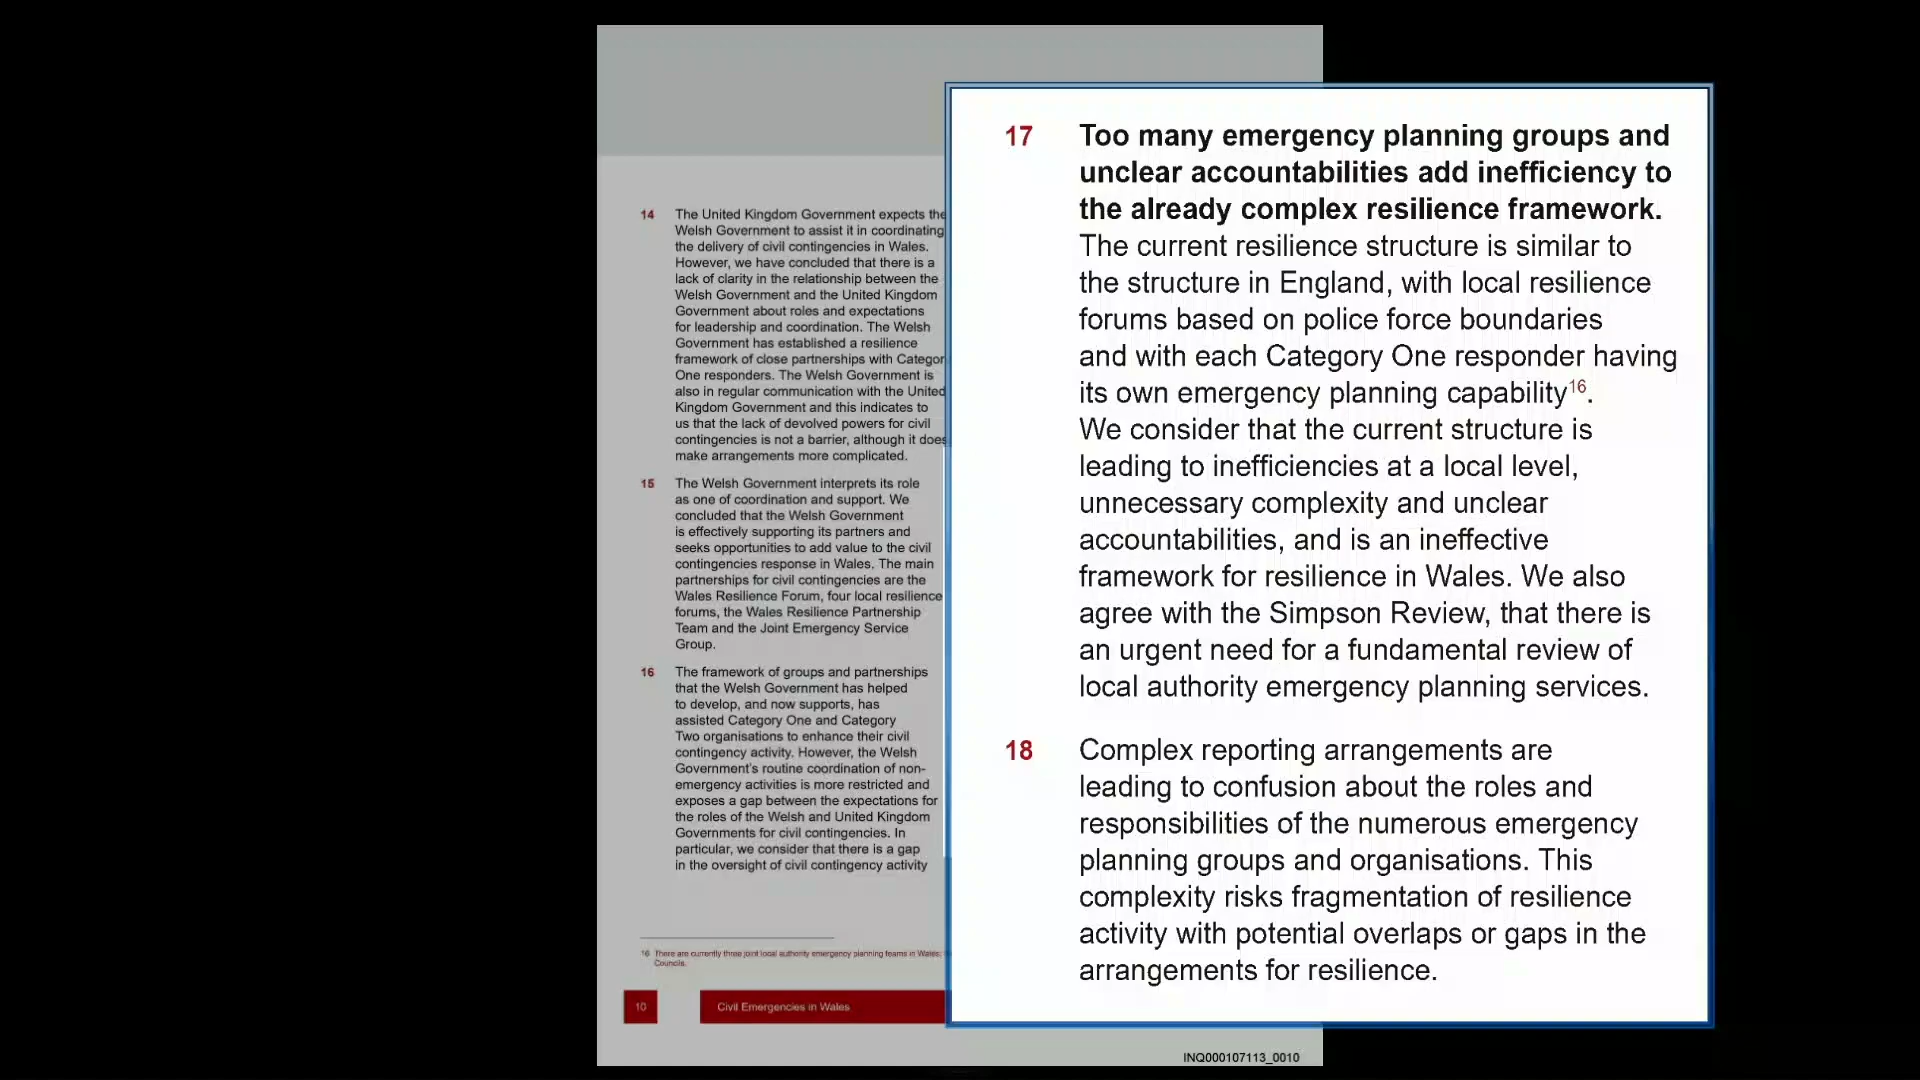 14 The United Kingdom Government expects the
Welsh Government to assist it in coordinating
the delivery of civil contingencies in Wales.
However, we have concluded that there is a
lack of clarity in the relationship between the
Welsh Government and the United Kingdom
Government about roles and expectations
for leadership and coordination. The Welsh
Government has established a resilience
framework of close partnerships with Categor
One responders. The Welsh Government is
also in regular communication with the United
Kingdom Government and this indicates to
us that the lack of devolved powers for civil
contingencies is not a barrier, although it does
make arrangements more complicated.
15 The Welsh Government interprets its role
as one of coordination and support. We
concluded that the Welsh Government
is effectively supporting its partners and
seeks opportunities to add value to the civil
contingencies response in Wales. The main
partnerships for civil contingencies are the
Wales Resilience Forum, four local resilience
forums, the Wales Resilience Partnership
Team and the Joint Emergency Service
Group.
16 The framework of groups and partnerships
that the Welsh Government has helped
to develop, and now supports, has
assisted Category One and Category
Two organisations to enhance their civil
contingency activity. However, the Welsh
Government's routine coordination of non-
emergency activities is more restricted and
exposes a gap between the expectations for
the roles of the Welsh and United Kingdom
Governments for civil contingencies. In
particular, we consider that there is a gap
in the oversight of civil contingency activity
16 There are currently three joint local authority emergency planning teams in Wales;
Councils.
10 Civil Emergencies in Wales
17 Too many emergency planning groups and
unclear accountabilities add inefficiency to
the already complex resilience framework.
The current resilience structure is similar to
the structure in England, with local resilience
forums based on police force boundaries
and with each Category One responder having
its own emergency planning capability16.
We consider that the current structure is
leading to inefficiencies at a local level,
unnecessary complexity and unclear
accountabilities, and is an ineffective
framework for resilience in Wales. We also
agree with the Simpson Review, that there is
an urgent need for a fundamental review of
local authority emergency planning services.
18 Complex reporting arrangements are
leading to confusion about the roles and
responsibilities of the numerous emergency
planning groups and organisations. This
complexity risks fragmentation of resilience
activity with potential overlaps or gaps in the
arrangements for resilience.
INQ000107113_0010